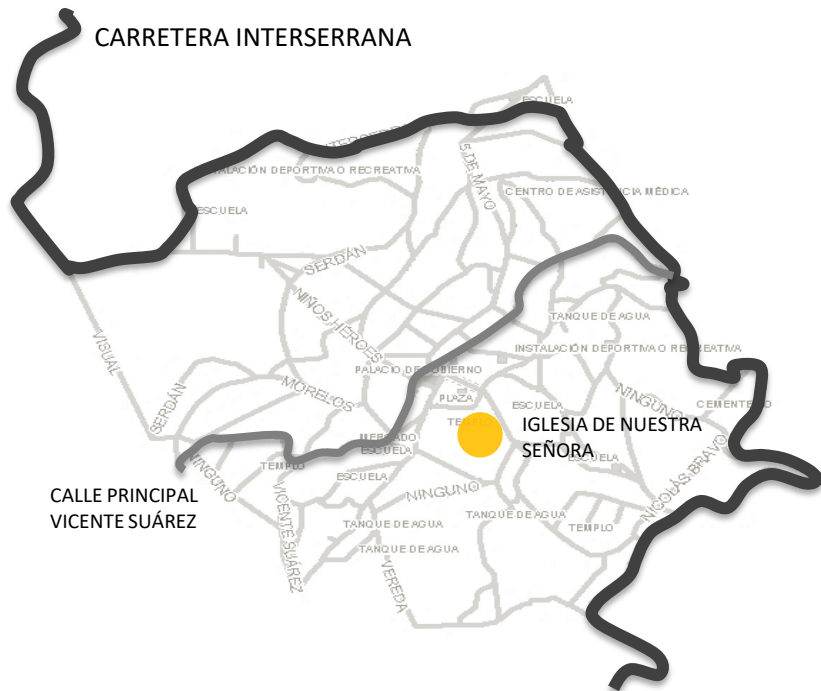 CARRETERA INTERSERRANA
ESCUELA
5 DE MAYO
INSTALACIÓN DEPORTIVA O RECREATIVA
CENTRO DE ASISTENCIA MÉDICA
ESCUELA
SERDÁN
NIÑOS HÉROES
TANQUE DE AGUA
VISUAL
INSTALACIÓN DEPORTIVA O RECREATIVA
PALACIO DE GOBIERNO
MORELOS
PLAZA
NINGUNO
CEMENTERIO
SERDÁN
ESCUELA
TEMPLO
IGLESIA DE NUESTRA
SEÑORA
MERCADO
ESCUELA
ESCUELA
NINGUNO
TEMPLO
ESCUELA
NICOLÁS BRAVO
CALLE PRINCIPAL
VICENTE SUÁREZ
VICENTE SUÁREZ
NINGUNO
TANQUE DE AGUA
TANQUE DE AGUA
TEMPLO
TANQUE DE AGUA
VEREDA